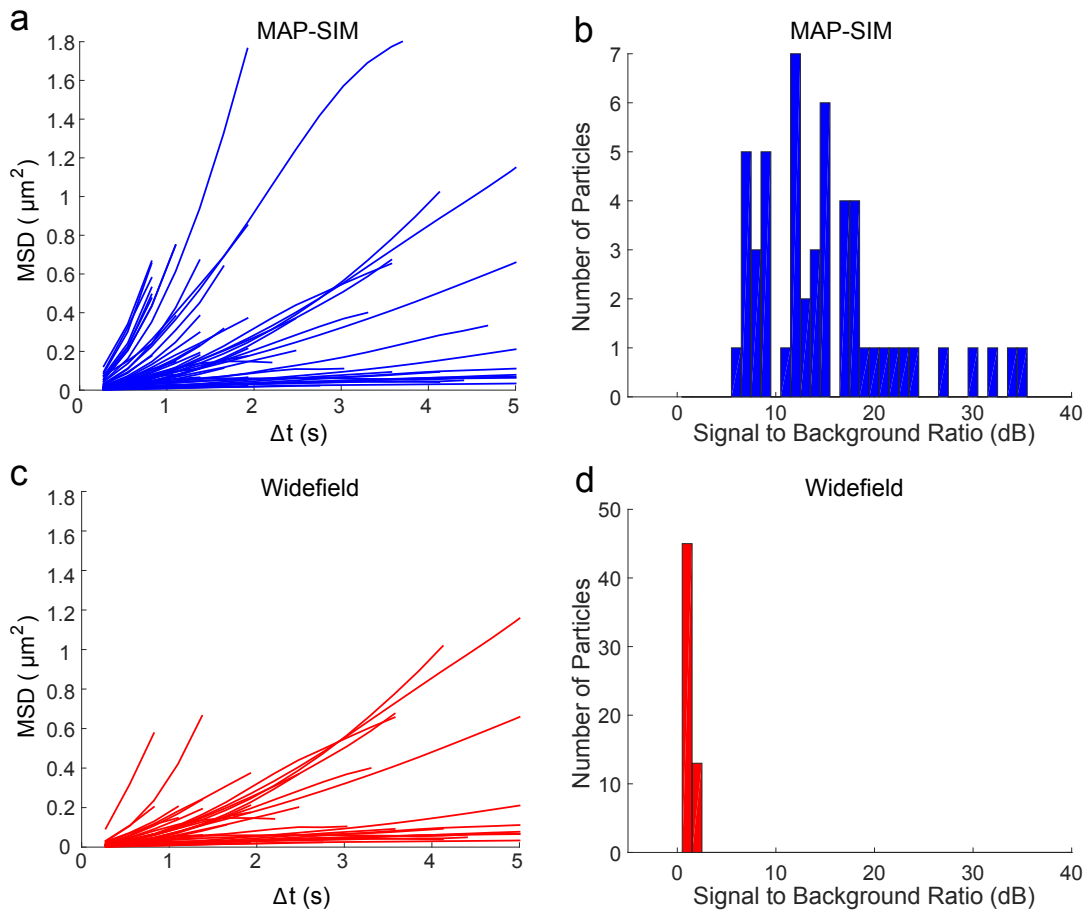 a
MAP-SIM
MSD ( µm²)
1.8
1.6
1.4
1.2
1
0.8
0.6
0.4
0.2
0
0 1 2 3 4 5
Δt (s)
b
MAP-SIM
Number of Particles
7
6
5
4
3
2
1
0
0 10 20 30 40
Signal to Background Ratio (dB)
c
Widefield
MSD ( µm²)
1.8
1.6
1.4
1.2
1
0.8
0.6
0.4
0.2
0
0 1 2 3 4 5
Δt (s)
d
Widefield
Number of Particles
50
40
30
20
10
0
0 10 20 30 40
Signal to Background Ratio (dB)